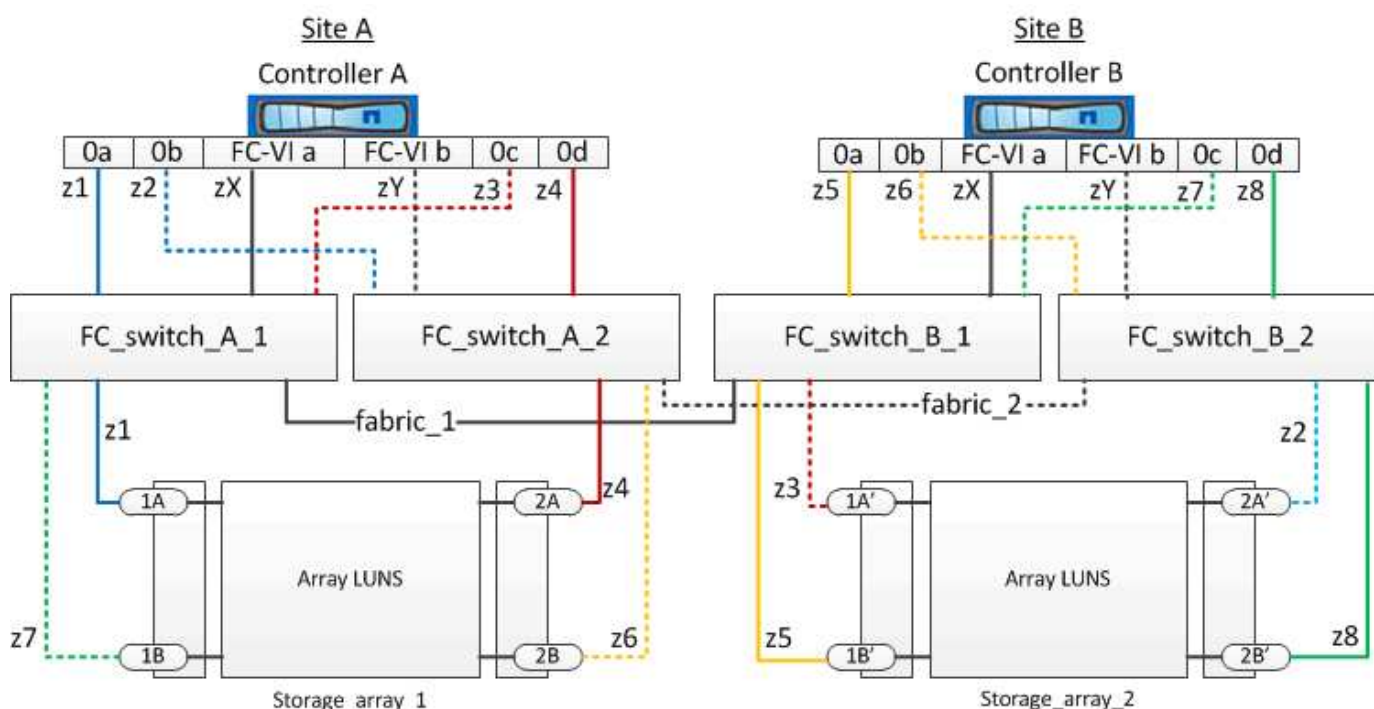 Site A Site B
Controller A Controller B
0a 0b FC-VI a FC-VI b 0c 0d 0a 0b FC-VI a FC-VI b 0c 0d
z1 z2 zX zY z3 z4 z5 z6 zX zY z7 z8
FC_switch_A_1 FC_switch_A_2 FC_switch_B_1 FC_switch_B_2
fabric_1 fabric_2
z1 z2
z4 z3
1A 2A 1A′ 2A′
Array LUNS Array LUNS
z7 z6 z5 z8
1B 2B 1B′ 2B′
Storage_array_1 Storage_array_2